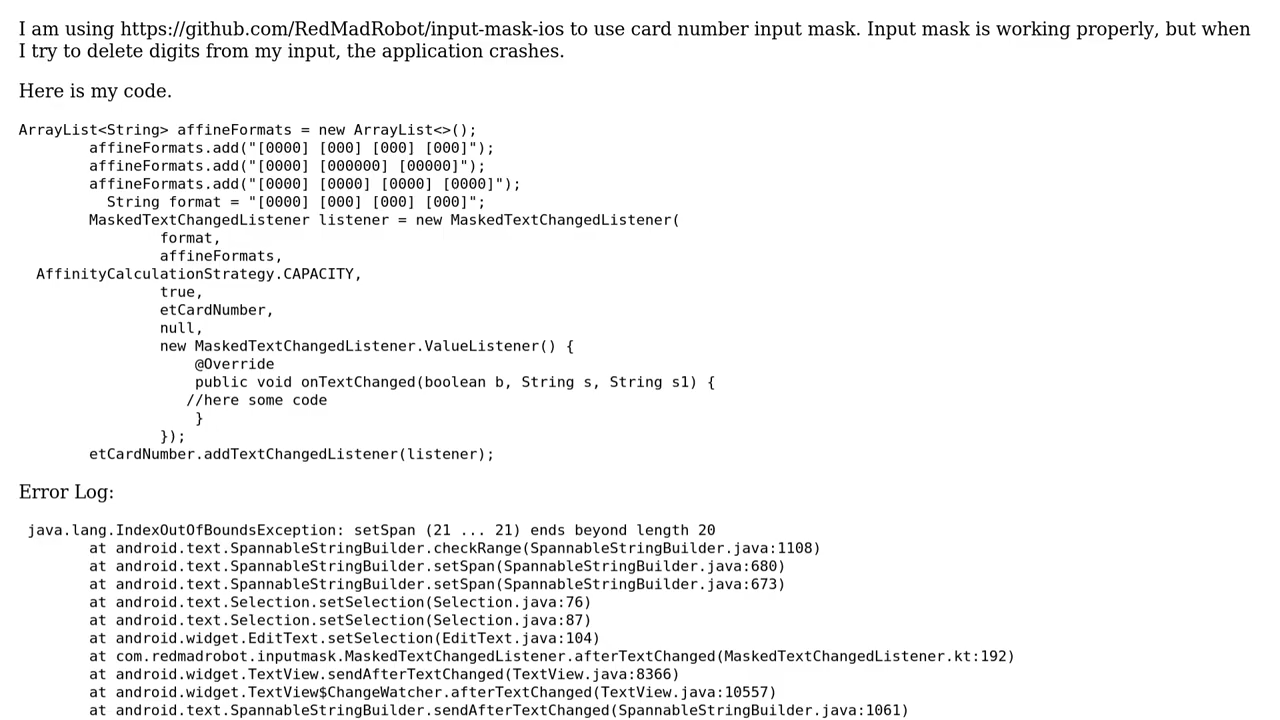 I am using https://github.com/RedMadRobot/input-mask-ios to use card number input mask. Input mask is working properly, but when
I try to delete digits from my input, the application crashes.
Here is my code.
ArrayList<String> affineFormats = new ArrayList<>();
        affineFormats.add("[0000] [000] [000] [000]");
        affineFormats.add("[0000] [000000] [00000]");
        affineFormats.add("[0000] [0000] [0000] [0000]");
          String format = "[0000] [000] [000] [000]";
        MaskedTextChangedListener listener = new MaskedTextChangedListener(
                format,
                affineFormats,
  AffinityCalculationStrategy.CAPACITY,
                true,
                etCardNumber,
                null,
                new MaskedTextChangedListener.ValueListener() {
                    @Override
                    public void onTextChanged(boolean b, String s, String s1) {
                   //here some code
                    }
                });
        etCardNumber.addTextChangedListener(listener);
Error Log:
 java.lang.IndexOutOfBoundsException: setSpan (21 ... 21) ends beyond length 20
        at android.text.SpannableStringBuilder.checkRange(SpannableStringBuilder.java:1108)
        at android.text.SpannableStringBuilder.setSpan(SpannableStringBuilder.java:680)
        at android.text.SpannableStringBuilder.setSpan(SpannableStringBuilder.java:673)
        at android.text.Selection.setSelection(Selection.java:76)
        at android.text.Selection.setSelection(Selection.java:87)
        at android.widget.EditText.setSelection(EditText.java:104)
        at com.redmadrobot.inputmask.MaskedTextChangedListener.afterTextChanged(MaskedTextChangedListener.kt:192)
        at android.widget.TextView.sendAfterTextChanged(TextView.java:8366)
        at android.widget.TextView$ChangeWatcher.afterTextChanged(TextView.java:10557)
        at android.text.SpannableStringBuilder.sendAfterTextChanged(SpannableStringBuilder.java:1061)